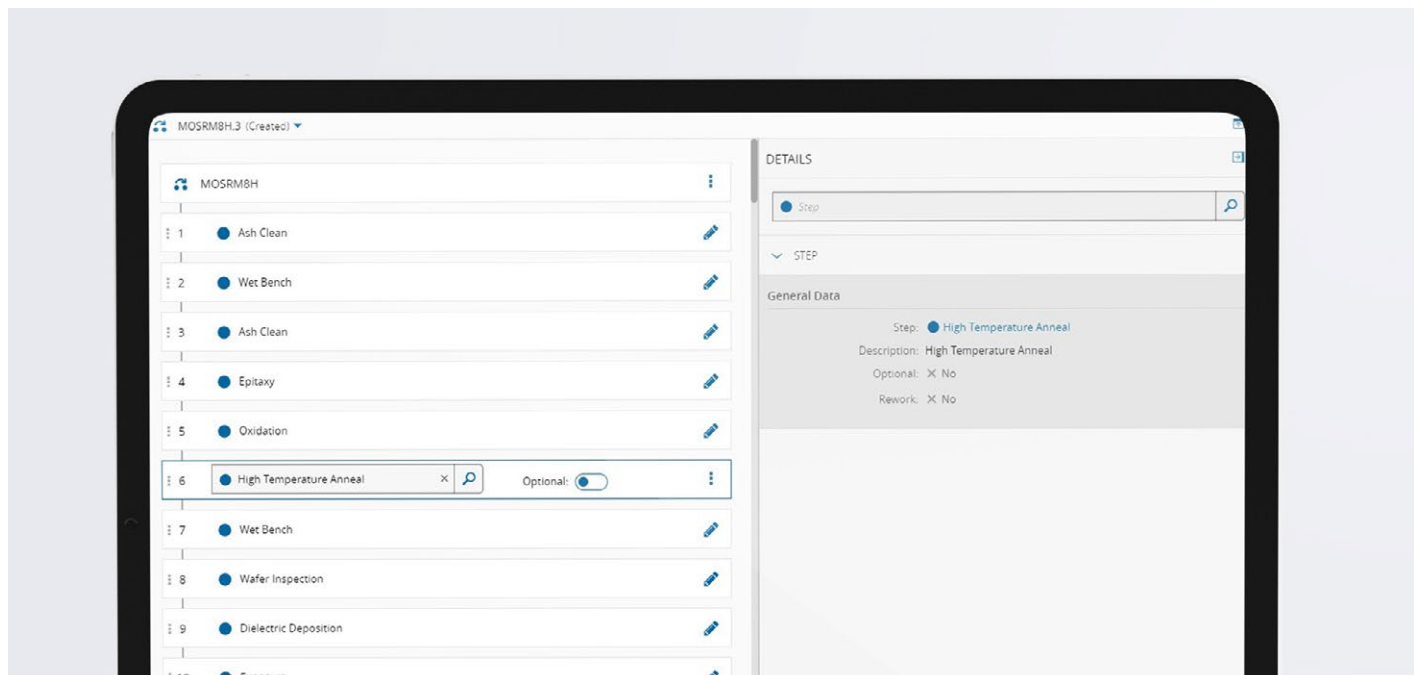 MOSRM8H.3 (Created)
MOSRM8H
1 Ash Clean
2 Wet Bench
3 Ash Clean
4 Epitaxy
5 Oxidation
6 High Temperature Anneal Optional:
7 Wet Bench
8 Wafer Inspection
9 Dielectric Deposition
DETAILS
Step
STEP
General Data
Step: High Temperature Anneal
Description: High Temperature Anneal
Optional: No
Rework: No